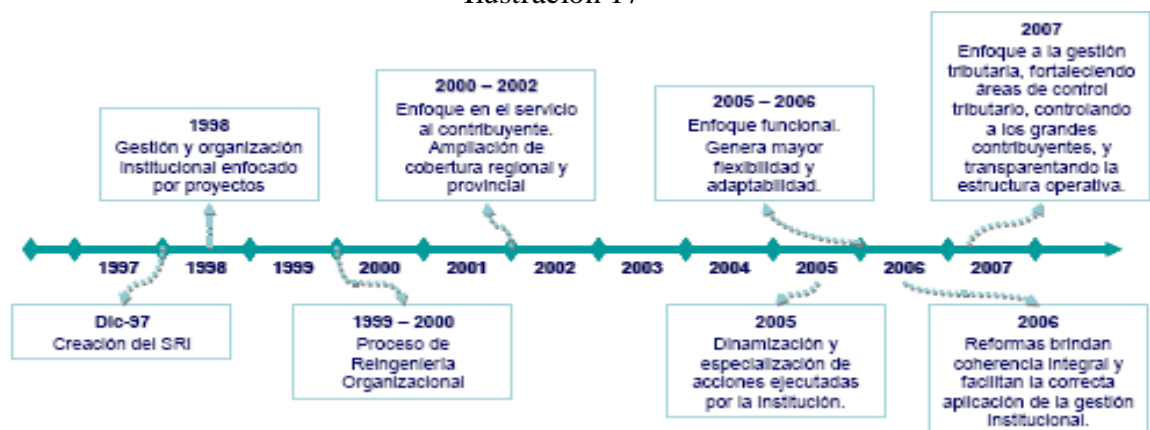 Ilustración 17
2007
Enfoque a la gestión
tributaria, fortaleciendo
áreas de control
tributario, controlando
a los grandes
contribuyentes, y
transparentando la
estructura operativa.
2000 – 2002
Enfoque en el servicio
al contribuyente.
Ampliación de
cobertura regional y
provincial
2005 – 2006
Enfoque funcional.
Genera mayor
flexibilidad y
adaptabilidad.
1998
Gestión y organización
Institucional enfocado
por proyectos
1997 1998 1999 2000 2001 2002 2003 2004 2005 2006 2007
Dic-97
Creación del SRI
1999 – 2000
Proceso de
Reingeniería
Organizacional
2005
Dinamización y
especialización de
acciones ejecutadas
por la Institución.
2006
Reformas brindan
coherencia integral y
facilitan la correcta
aplicación de la gestión
Institucional.